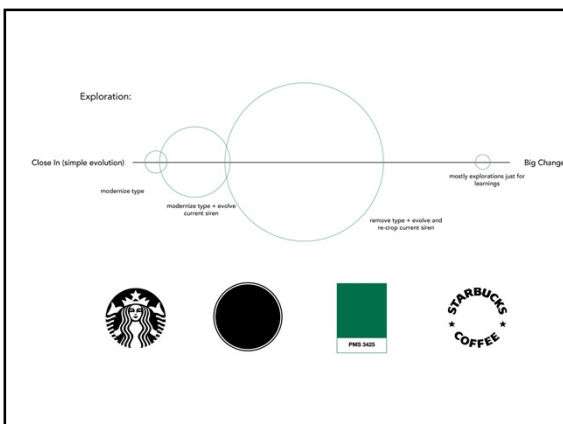 Exploration:
Close In (simple evolution)
Big Change
modernize type
modernize type + evolve
current siren
remove type + evolve and
re-crop current siren
mostly explorations just for
learnings
PMS 3425
STARBUCKS
COFFEE